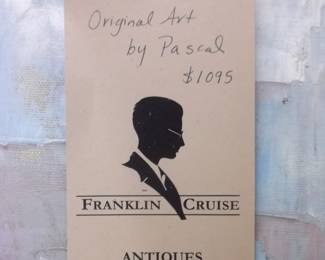 Original Art
by Pascal
$1095
FRANKLIN CRUISE
ANTIQUES